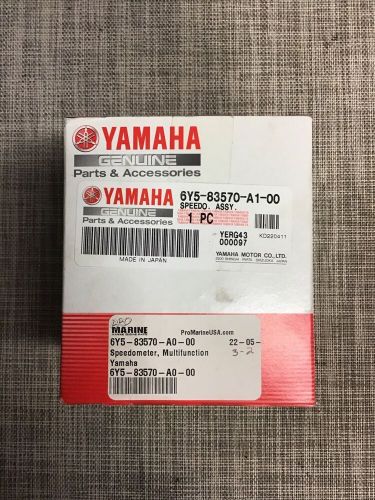 YAMAHA
GENUINE
Parts & Accessories
YAMAHA
GENUINE
Parts & Accessories
MADE IN JAPAN
6Y5-83570-A1-00
SPEEDO. ASSY.
1 PC
YERG43
000097
KD220411
YAMAHA MOTOR CO., LTD.
PRO
MARINE
ProMarineUSA.com
6Y5-83570-A0-00
22-05-
Speedometer, Multifunction
3-2
Yamaha
6Y5-83570-A0-00